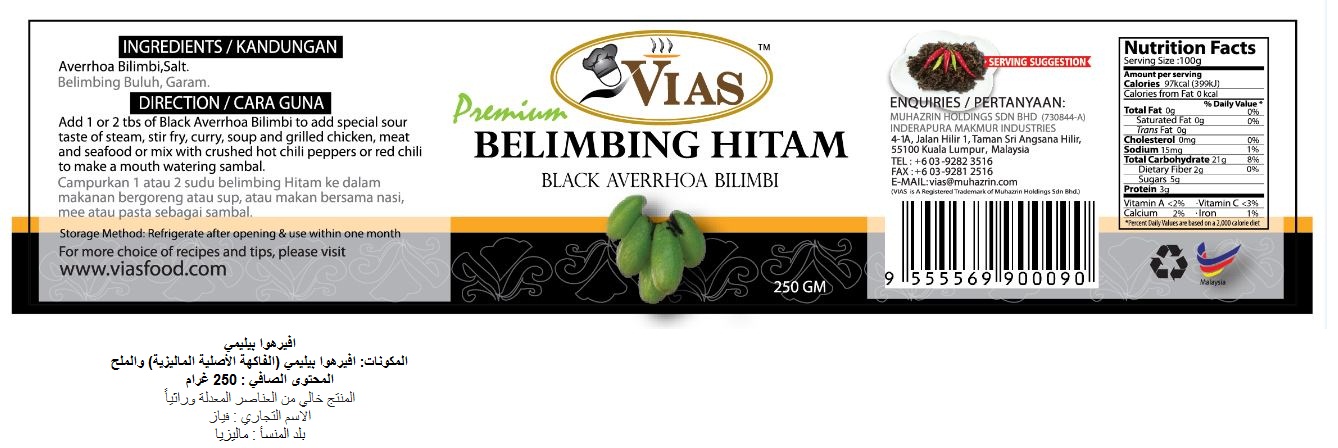 INGREDIENTS / KANDUNGAN
Averrhoa Bilimbi,Salt.
Belimbing Buluh, Garam.
DIRECTION / CARA GUNA
Add 1 or 2 tbs of Black Averrhoa Bilimbi to add special sour
taste of steam, stir fry, curry, soup and grilled chicken, meat
and seafood or mix with crushed hot chili peppers or red chili
to make a mouth watering sambal.
Campurkan 1 atau 2 sudu belimbing Hitam ke dalam
makanan bergoreng atau sup, atau makan bersama nasi,
mee atau pasta sebagai sambal.
Storage Method: Refrigerate after opening & use within one month
For more choice of recipes and tips, please visit
www.viasfood.com
VIAS
TM
Premium
BELIMBING HITAM
BLACK AVERRHOA BILIMBI
250 GM
SERVING SUGGESTION
ENQUIRIES / PERTANYAAN:
MUHAZRIN HOLDINGS SDN BHD (730844-A)
INDERAPURA MAKMUR INDUSTRIES
4-1A, Jalan Hilir 1, Taman Sri Angsana Hilir,
55100 Kuala Lumpur, Malaysia
TEL : +6 03-9282 3516
FAX : +6 03-9282 2561
E-MAIL: vias@muhazrin.com
(VIAS is A Registered Trademark of Muhazrin Holdings Sdn Bhd.)
9 555569 900090
Nutrition Facts
Serving Size :100g
Amount per serving
Calories 97kcal (399kJ)
Calories from Fat 0 kcal
% Daily Value *
Total Fat 0g 0%
Saturated Fat 0g 0%
Trans Fat 0g
Cholesterol 0mg 0%
Sodium 15mg 1%
Total Carbohydrate 21g 8%
Dietary Fiber 2g 0%
Sugars 5g
Protein 3g
Vitamin A <2% ·Vitamin C <3%
Calcium 2% ·Iron 1%
*Percent Daily Values are based on a 2,000 calorie diet
Malaysia
افيرهوا بيليمي
المكونات: افيرهوا بيليمي (الفاكهة الأصلية الماليزية) والملح
المحتوى الصافي : 250 غرام
المنتج خالي من العناصر المعدلة وراثياً
الاسم التجاري : فياز
بلد المنسأ : ماليزيا